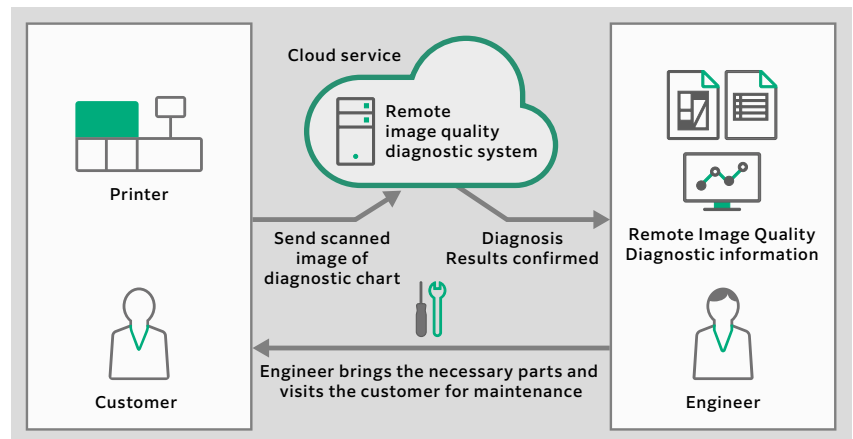 Cloud service
Remote
image quality
diagnostic system
Printer
Send scanned
image of
diagnostic chart
Diagnosis
Results confirmed
Remote Image Quality
Diagnostic information
Engineer brings the necessary parts and
visits the customer for maintenance
Customer
Engineer